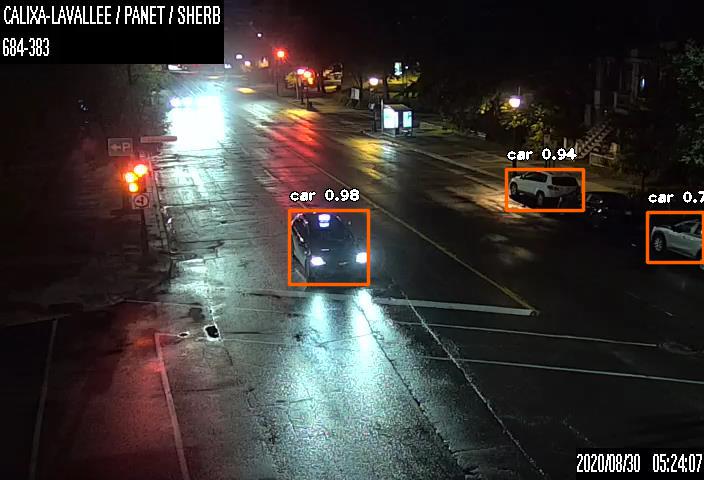 CALIXA-LAVALLEE / PANET / SHERB
684-383
car 0.94
car 0.98
car 0.7
←P
2020/08/30 05:24:07